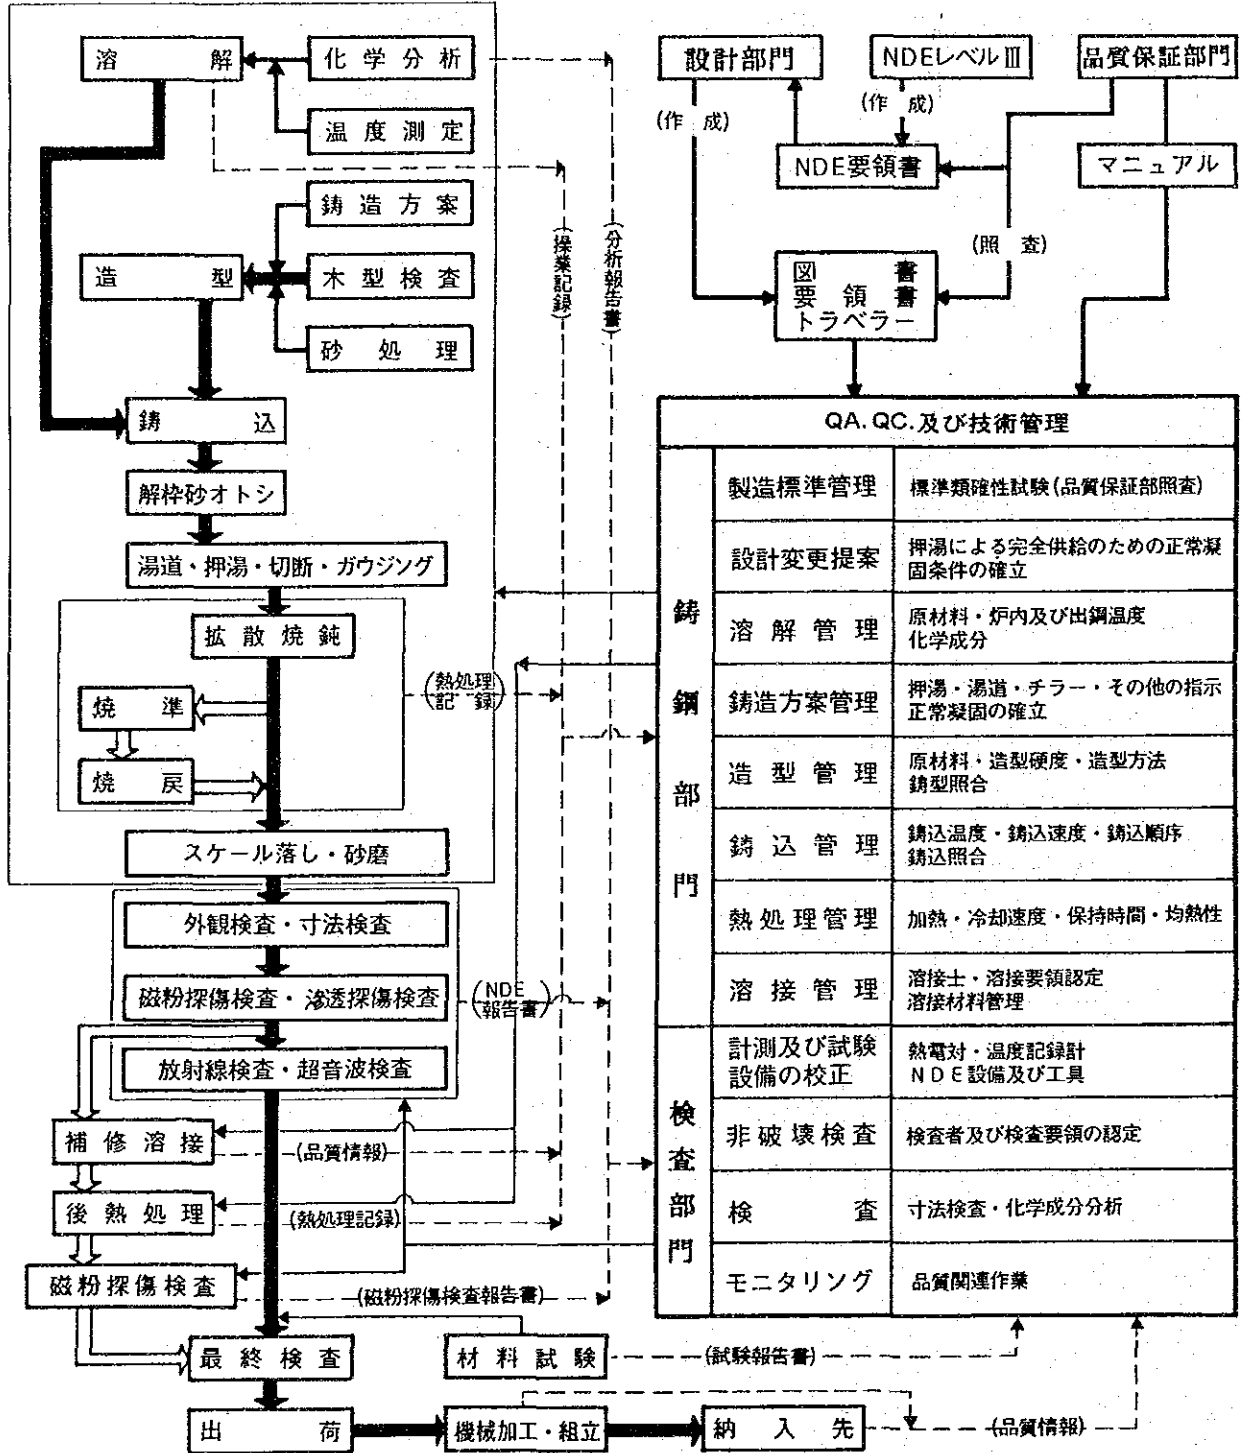 溶解
化学分析
温度測定
鋳造方案
造型
木型検査
砂処理
鋳込
解枠砂オトシ
湯道・押湯・切断・ガウジング
拡散焼鈍
焼準
焼戻
(熱処理
記録)
スケール落し・砂磨
外観検査・寸法検査
磁粉探傷検査・滲透探傷検査
(NDE
報告書)
放射線検査・超音波検査
補修溶接
(品質情報)
後熱処理
(熱処理記録)
磁粉探傷検査
(磁粉探傷検査報告書)
最終検査
材料試験
(試験報告書)
出荷
機械加工・組立
納入先
(品質情報)
(操業記録)
(分析報告書)
設計部門
NDEレベルⅢ
品質保証部門
(作成)
(作成)
NDE要領書
マニュアル
(照査)
図書
要領書
トラベラー
QA.QC.及び技術管理
鋳鋼部門
製造標準管理
標準類確性試験(品質保証部照査)
設計変更提案
押湯による完全供給のための正常凝
固条件の確立
溶解管理
原材料・炉内及び出鋼温度
化学成分
鋳造方案管理
押湯・湯道・チラー・その他の指示
正常凝固の確立
造型管理
原材料・造型硬度・造型方法
鋳型照合
鋳込管理
鋳込温度・鋳込速度・鋳込順序
鋳込照合
熱処理管理
加熱・冷却速度・保持時間・均熱性
溶接管理
溶接士・溶接要領認定
溶接材料管理
検査部門
計測及び試験
設備の校正
熱電対・温度記録計
NDE設備及び工具
非破壊検査
検査者及び検査要領の認定
検査
寸法検査・化学成分分析
モニタリング
品質関連作業